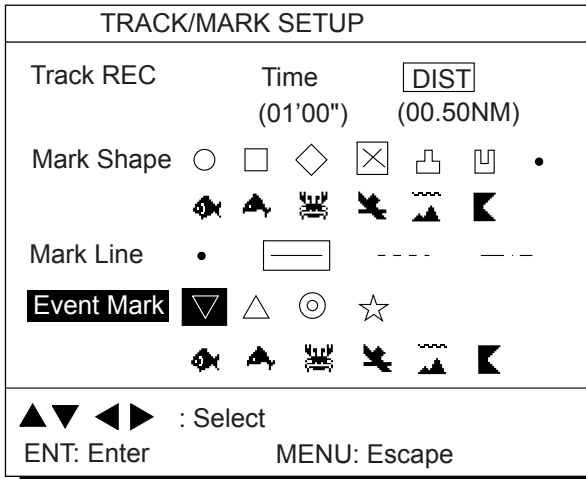 TRACK/MARK SETUP
Track REC Time DIST
(01'00") (00.50NM)
Mark Shape
Mark Line
Event Mark
: Select
ENT: Enter MENU: Escape